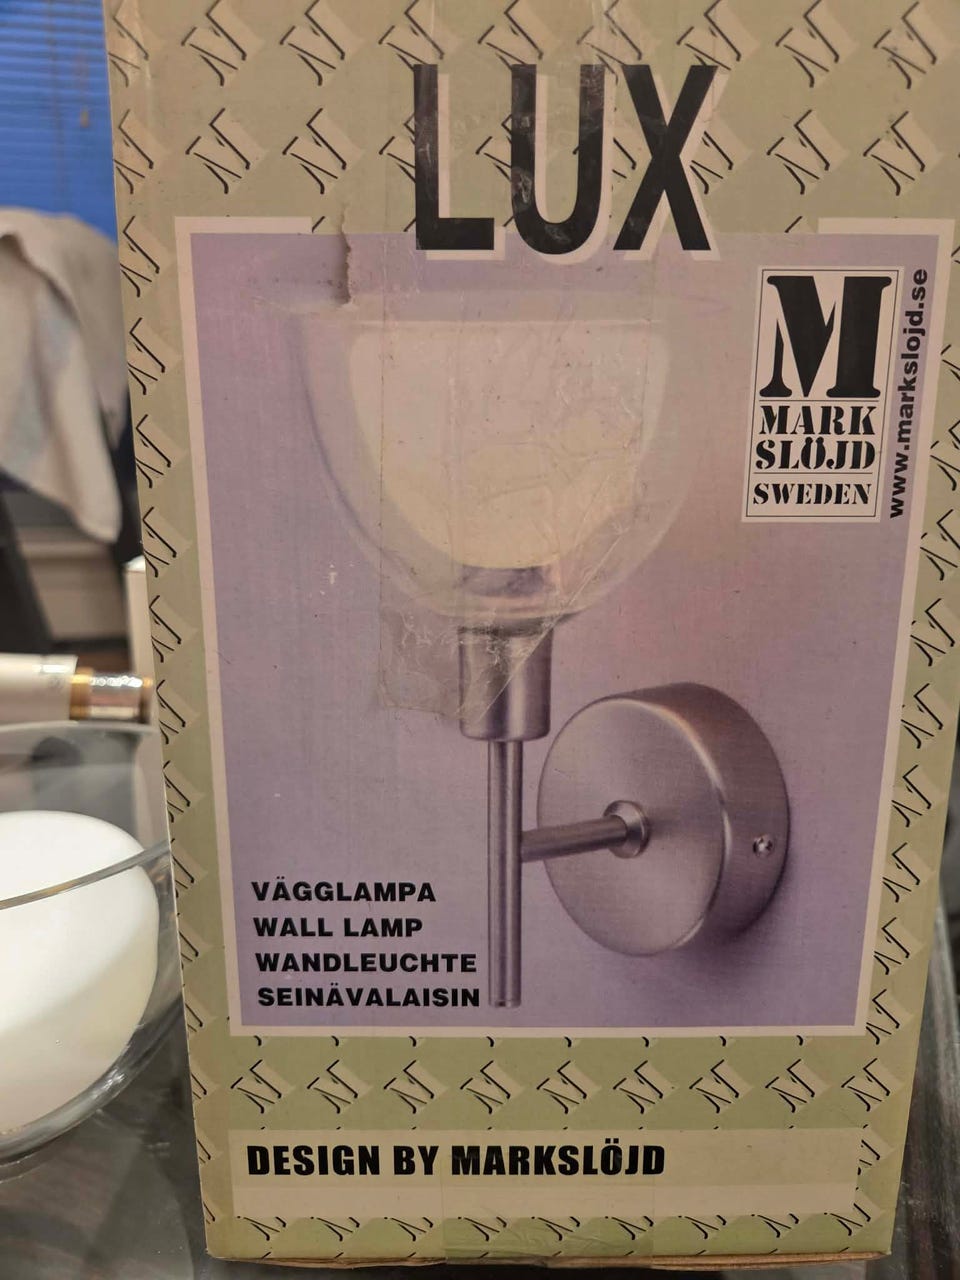 LUX
M
MARK
SLÖJD
SWEDEN
www.markslojd.se
VÄGGLAMPA
WALL LAMP
WANDLEUCHTE
SEINÄVALAISIN
DESIGN BY MARKSLÖJD